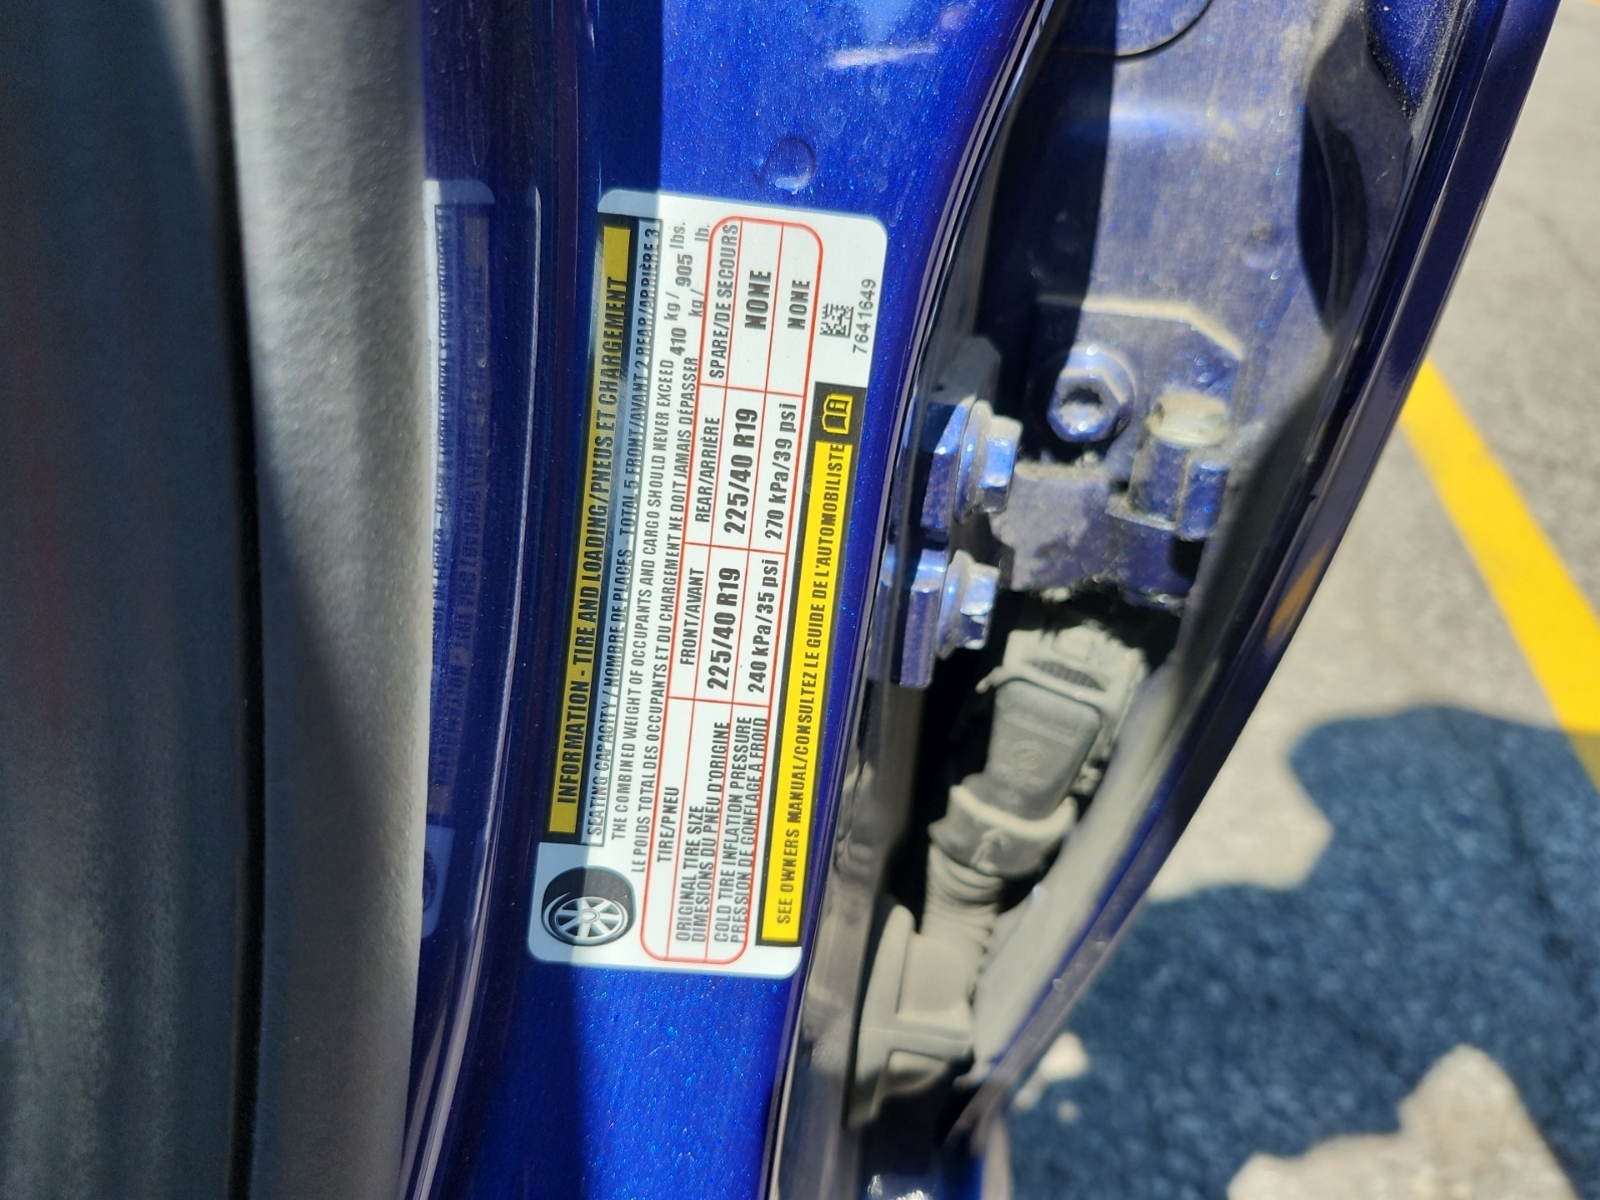 INFORMATION - TIRE AND LOADING/PNEUS ET CHARGEMENT
SEATING CAPACITY / NOMBRE DE PLACES TOTAL 5 FRONT/AVANT 2 REAR/ARRIÈRE 3
THE COMBINED WEIGHT OF OCCUPANTS AND CARGO SHOULD NEVER EXCEED 410 kg / 905 lbs.
LE POIDS TOTAL DES OCCUPANTS ET DU CHARGEMENT NE DOIT JAMAIS DÉPASSER kg / lb.
TIRE/PNEU FRONT/AVANT REAR/ARRIÈRE SPARE/DE SECOURS
ORIGINAL TIRE SIZE
DIMESIONS DU PNEU D'ORIGINE 225/40 R19 225/40 R19 NONE
COLD TIRE INFLATION PRESSURE
PRESSION DE GONFLAGE A FROID 240 kPa/35 psi 270 kPa/39 psi NONE
SEE OWNERS MANUAL/CONSULTEZ LE GUIDE DE L'AUTOMOBILISTE
7641649